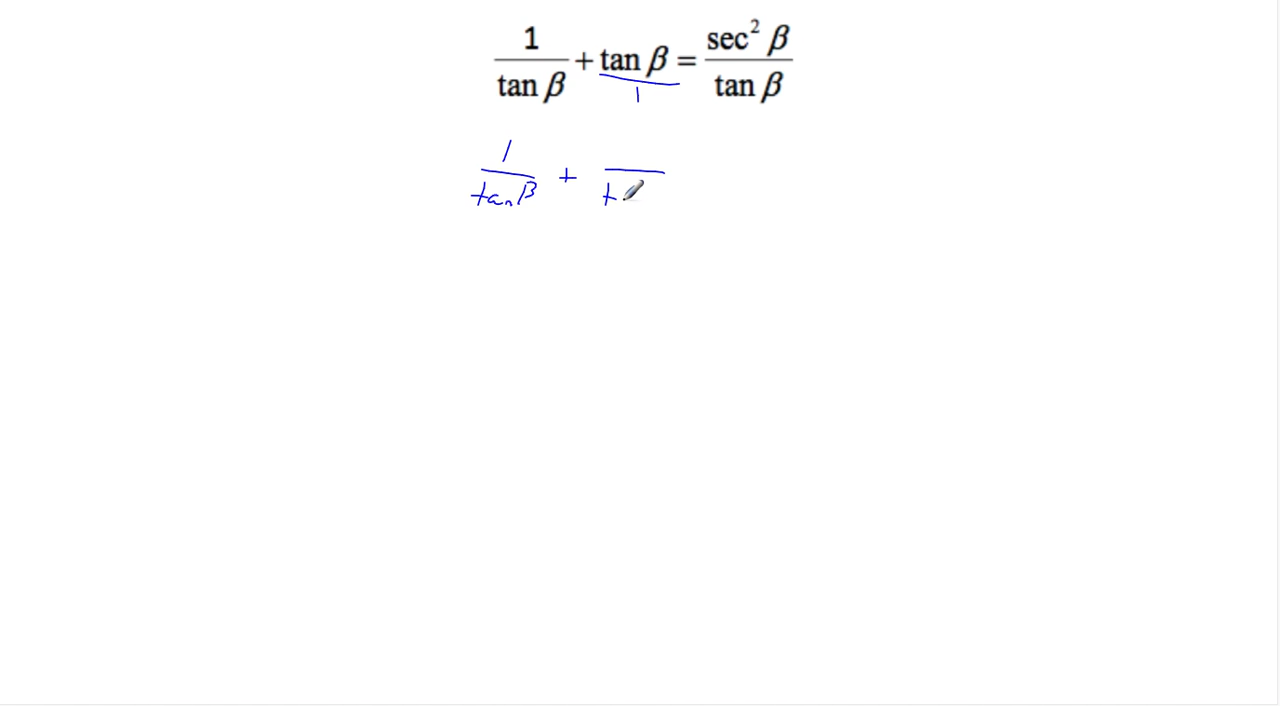 1/tan β + tan β = sec² β/tan β
1
1/tan β + /t